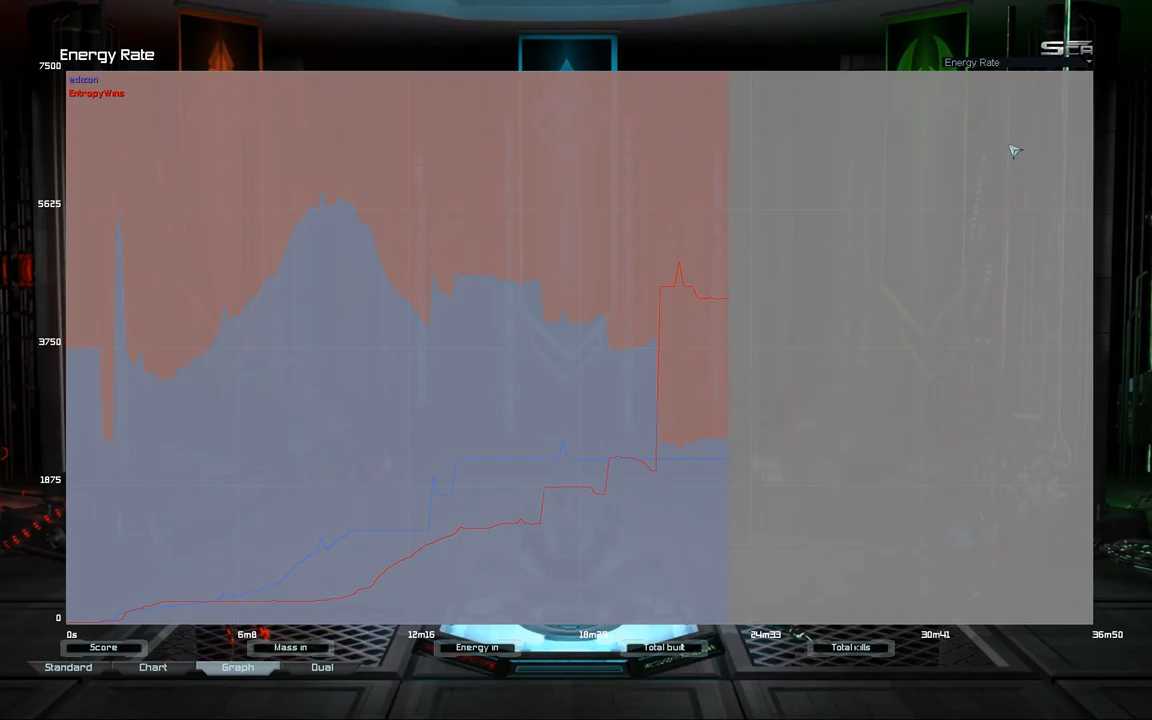 Energy Rate
SCA
Energy Rate
7500
edizon
EntropyWins
5625
3750
1875
0
0s 6m8 12m16 18m25 24m33 30m41 36m50
Score Mass in Energy in Total built Total kills
Standard Chart Graph Dual